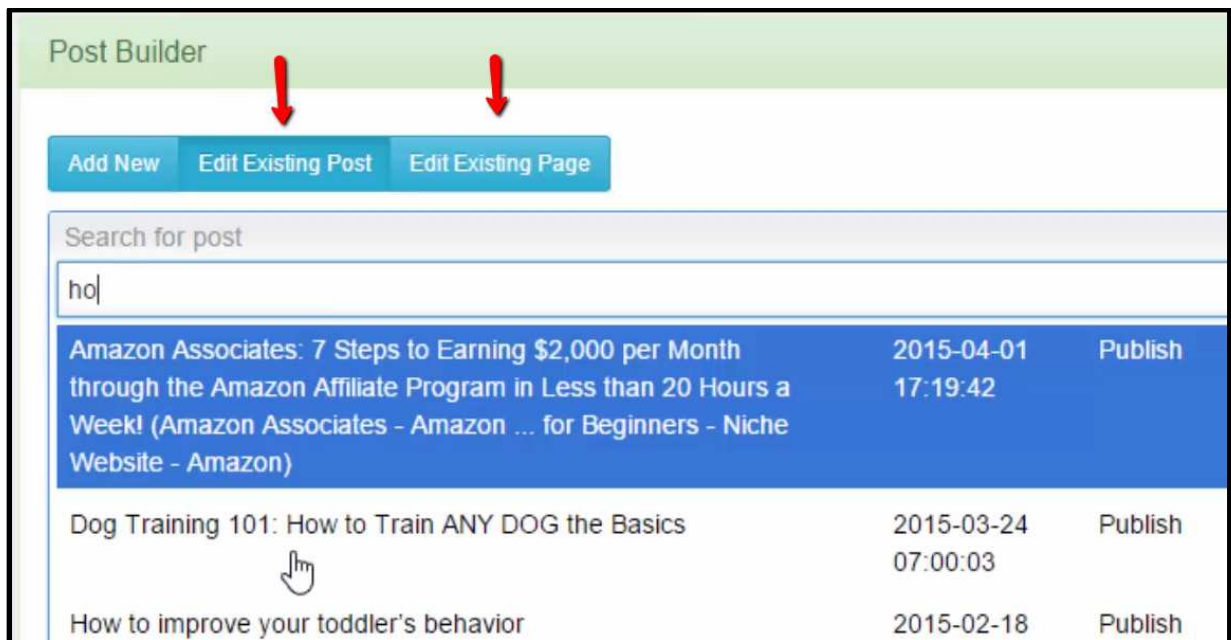 Post Builder
Add New Edit Existing Post Edit Existing Page
Search for post
ho
Amazon Associates: 7 Steps to Earning $2,000 per Month 2015-04-01 Publish
through the Amazon Affiliate Program in Less than 20 Hours a 17:19:42
Week! (Amazon Associates - Amazon ... for Beginners - Niche
Website - Amazon)
Dog Training 101: How to Train ANY DOG the Basics 2015-03-24 Publish
07:00:03
How to improve your toddler's behavior 2015-02-18 Publish